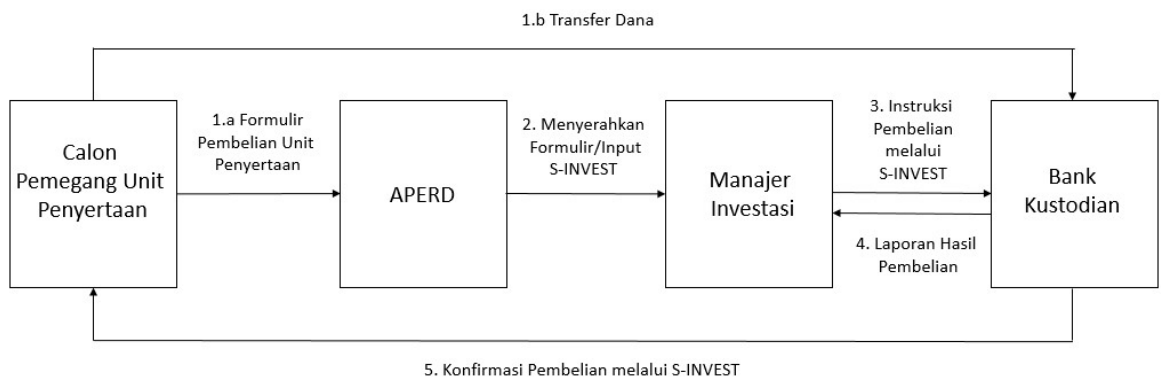 1.b Transfer Dana
Calon
Pemegang Unit
Penyertaan
1.a Formulir
Pembelian Unit
Penyertaan
APERD
2. Menyerahkan
Formulir/Input
S-INVEST
Manajer
Investasi
3. Instruksi
Pembelian
melalui
S-INVEST
4. Laporan Hasil
Pembelian
Bank
Kustodian
5. Konfirmasi Pembelian melalui S-INVEST